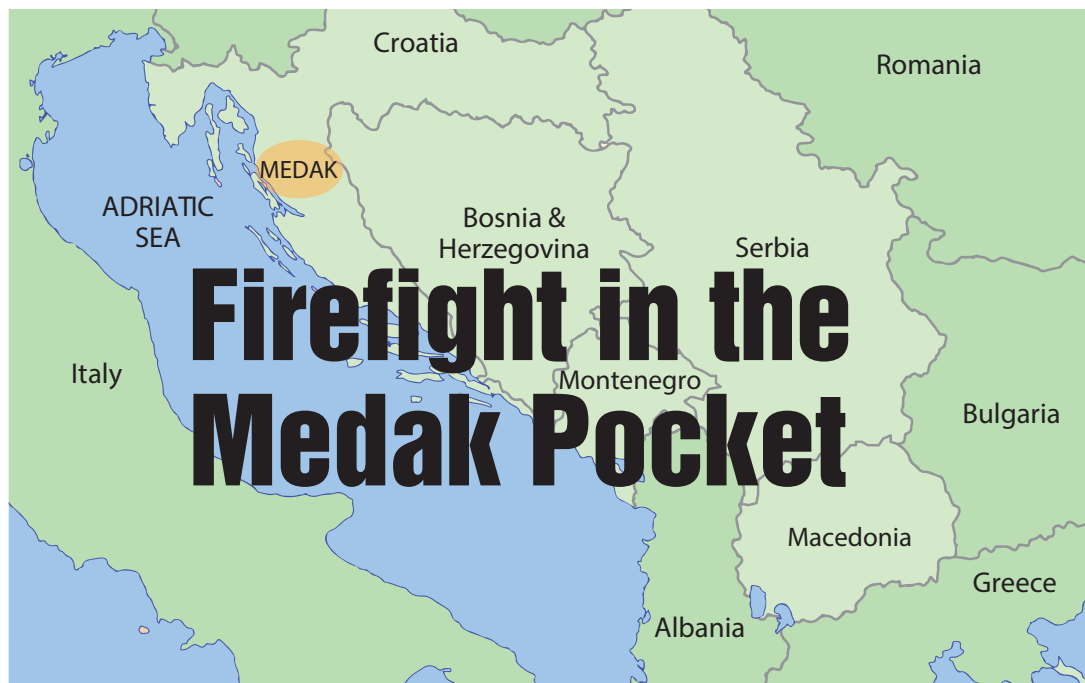 Croatia
Romania
MEDAK
ADRIATIC
SEA
Bosnia &
Herzegovina
Serbia
Firefight in the
Italy
Montenegro
Medak Pocket
Bulgaria
Macedonia
Greece
Albania